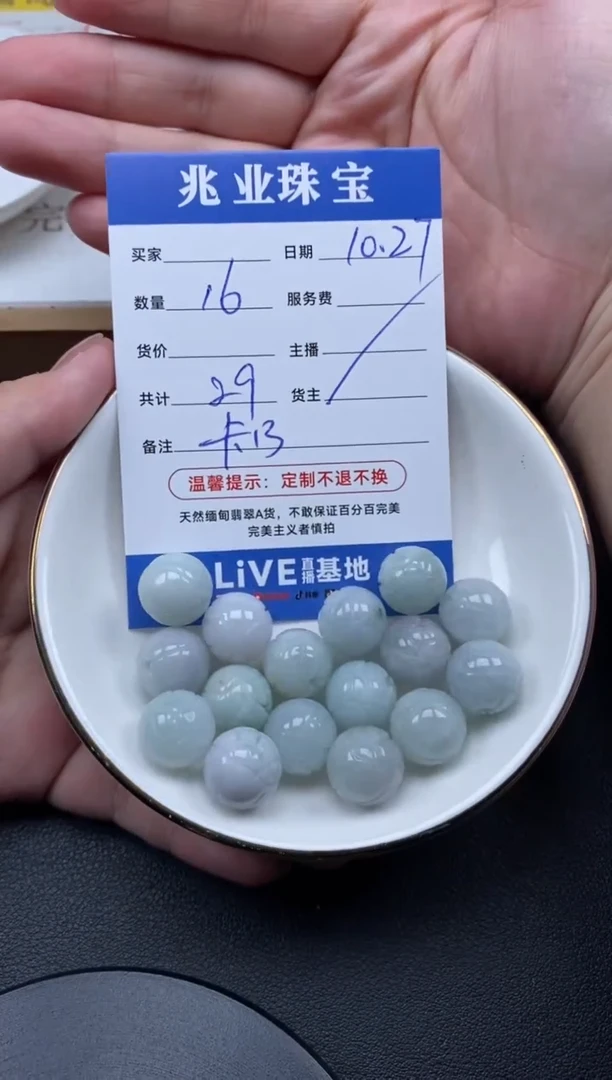 兆业珠宝
买家 日期 10.27
数量 16 服务费
货价 主播
共计 29 货主
备注 卡13
温馨提示：定制不退不换
天然缅甸翡翠A货，不敢保证百分百完美
完美主义者慎拍
LiVE直播基地
完